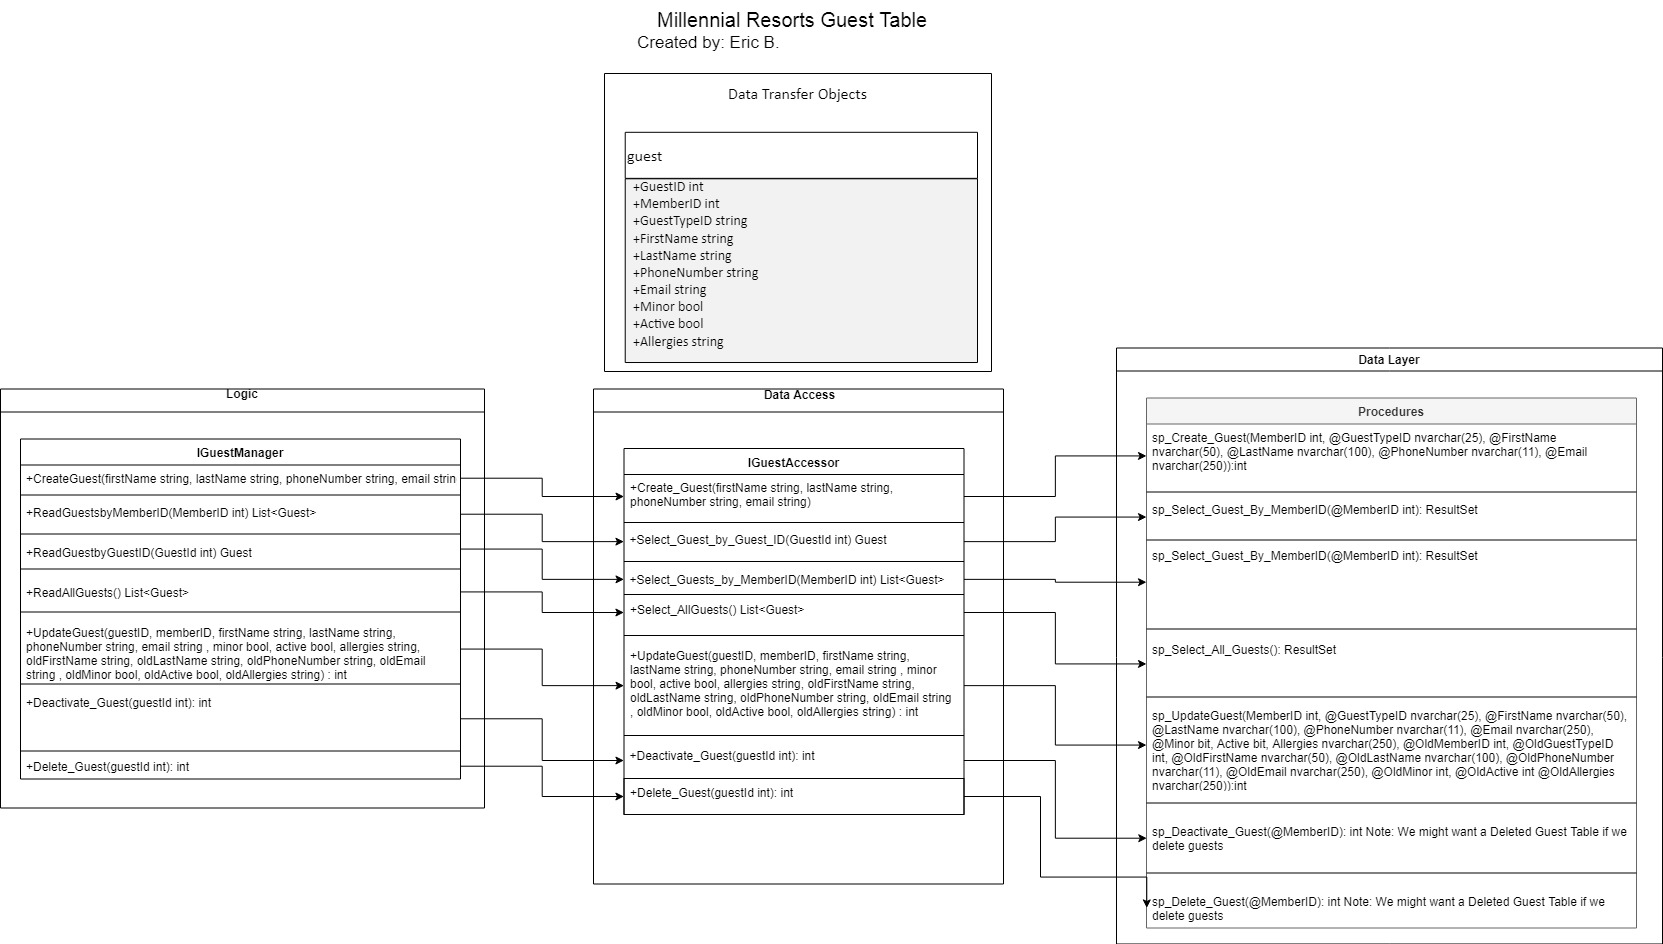 Millennial Resorts Guest Table
Created by: Eric B.
Data Transfer Objects
guest
+GuestID int
+MemberID int
+GuestTypeID string
+FirstName string
+LastName string
+PhoneNumber string
+Email string
+Minor bool
+Active bool
+Allergies string
Logic
IGuestManager
+CreateGuest(firstName string, lastName string, phoneNumber string, email strin
+ReadGuestsbyMemberID(MemberID int) List<Guest>
+ReadGuestbyGuestID(GuestId int) Guest
+ReadAllGuests() List<Guest>
+UpdateGuest(guestID, memberID, firstName string, lastName string,
phoneNumber string, email string , minor bool, active bool, allergies string,
oldFirstName string, oldLastName string, oldPhoneNumber string, oldEmail
string , oldMinor bool, oldActive bool, oldAllergies string) : int
+Deactivate_Guest(guestId int): int
+Delete_Guest(guestId int): int
Data Access
IGuestAccessor
+Create_Guest(firstName string, lastName string,
phoneNumber string, email string)
+Select_Guest_by_Guest_ID(GuestId int) Guest
+Select_Guests_by_MemberID(MemberID int) List<Guest>
+Select_AllGuests() List<Guest>
+UpdateGuest(guestID, memberID, firstName string,
lastName string, phoneNumber string, email string , minor
bool, active bool, allergies string, oldFirstName string,
oldLastName string, oldPhoneNumber string, oldEmail string
, oldMinor bool, oldActive bool, oldAllergies string) : int
+Deactivate_Guest(guestId int): int
+Delete_Guest(guestId int): int
Data Layer
Procedures
sp_Create_Guest(MemberID int, @GuestTypeID nvarchar(25), @FirstName
nvarchar(50), @LastName nvarchar(100), @PhoneNumber nvarchar(11), @Email
nvarchar(250)):int
sp_Select_Guest_By_MemberID(@MemberID int): ResultSet
sp_Select_Guest_By_MemberID(@MemberID int): ResultSet
sp_Select_All_Guests(): ResultSet
sp_UpdateGuest(MemberID int, @GuestTypeID nvarchar(25), @FirstName nvarchar(50),
@LastName nvarchar(100), @PhoneNumber nvarchar(11), @Email nvarchar(250),
@Minor bit, Active bit, Allergies nvarchar(250), @OldMemberID int, @OldGuestTypeID
int, @OldFirstName nvarchar(50), @OldLastName nvarchar(100), @OldPhoneNumber
nvarchar(11), @OldEmail nvarchar(250), @OldMinor int, @OldActive int @OldAllergies
nvarchar(250)):int
sp_Deactivate_Guest(@MemberID): int Note: We might want a Deleted Guest Table if we
delete guests
sp_Delete_Guest(@MemberID): int Note: We might want a Deleted Guest Table if we
delete guests